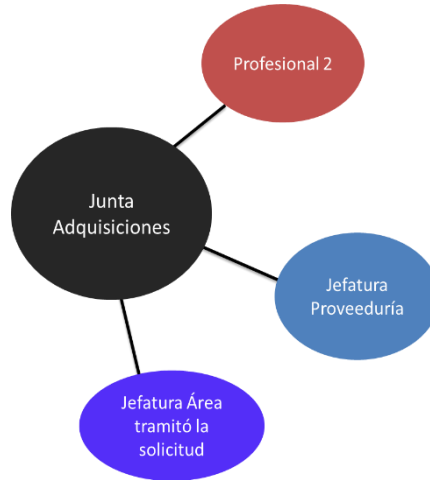 Profesional 2
Junta
Adquisiciones
Jefatura
Proveeduría
Jefatura Área
tramitó la
solicitud